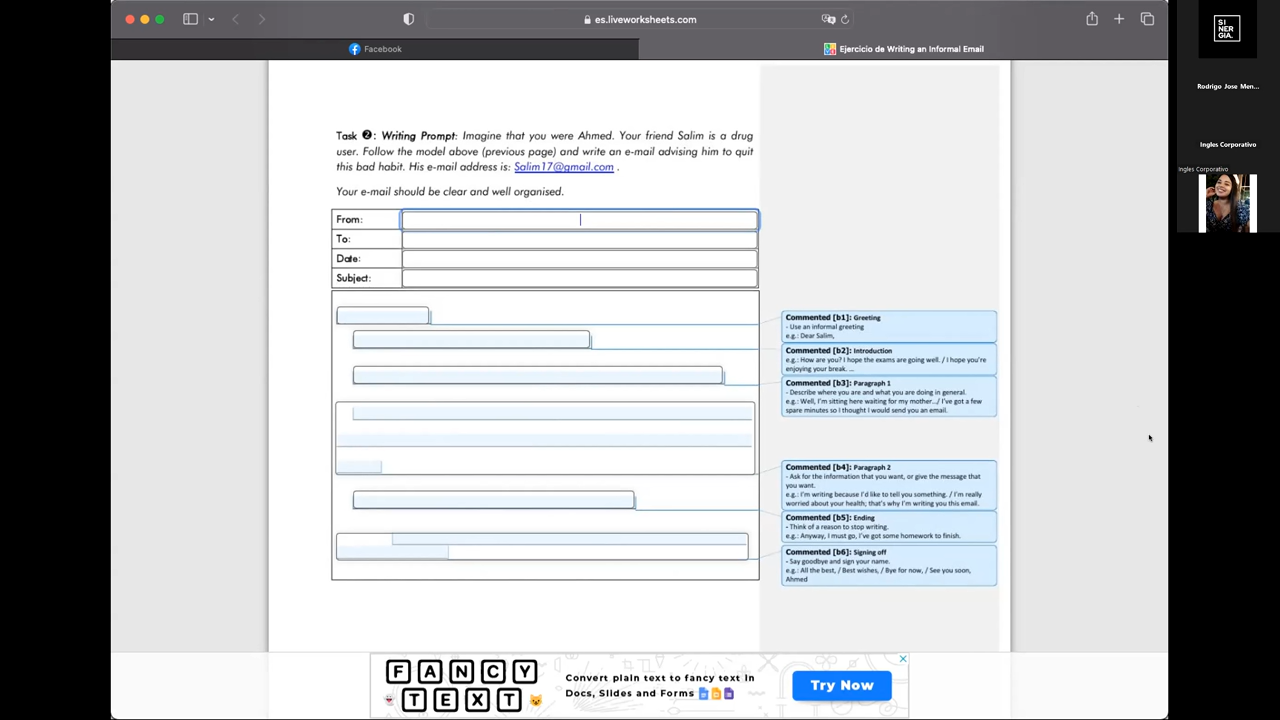 es.liveworksheets.com
Facebook
Ejercicio de Writing an Informal Email
SI
NER
GIA.
Rodrigo Jose Men...
Ingles Corporativo
Ingles Corporativo
Task ❷: Writing Prompt: Imagine that you were Ahmed. Your friend Salim is a drug
user. Follow the model above (previous page) and write an e-mail advising him to quit
this bad habit. His e-mail address is: Salim17@gmail.com .
Your e-mail should be clear and well organised.
From:
To:
Date:
Subject:
Commented [b1]: Greeting
- Use an informal greeting
e.g.: Dear Salim,
Commented [b2]: Introduction
e.g.: How are you? I hope the exams are going well. / I hope you're
enjoying your break. ...
Commented [b3]: Paragraph 1
- Describe where you are and what you are doing in general.
e.g.: Well, I'm sitting here waiting for my mother.../ I've got a few
spare minutes so I thought I would send you an email.
Commented [b4]: Paragraph 2
- Ask for the information that you want, or give the message that
you want.
e.g.: I'm writing because I'd like to tell you something. / I'm really
worried about your health; that's why I'm writing you this email.
Commented [b5]: Ending
- Think of a reason to stop writing.
e.g.: Anyway, I must go, I've got some homework to finish.
Commented [b6]: Signing off
- Say goodbye and sign your name.
e.g.: All the best, / Best wishes, / Bye for now, / See you soon,
Ahmed
FANCY
TEXT
Convert plain text to fancy text In
Docs, Slides and Forms
Try Now